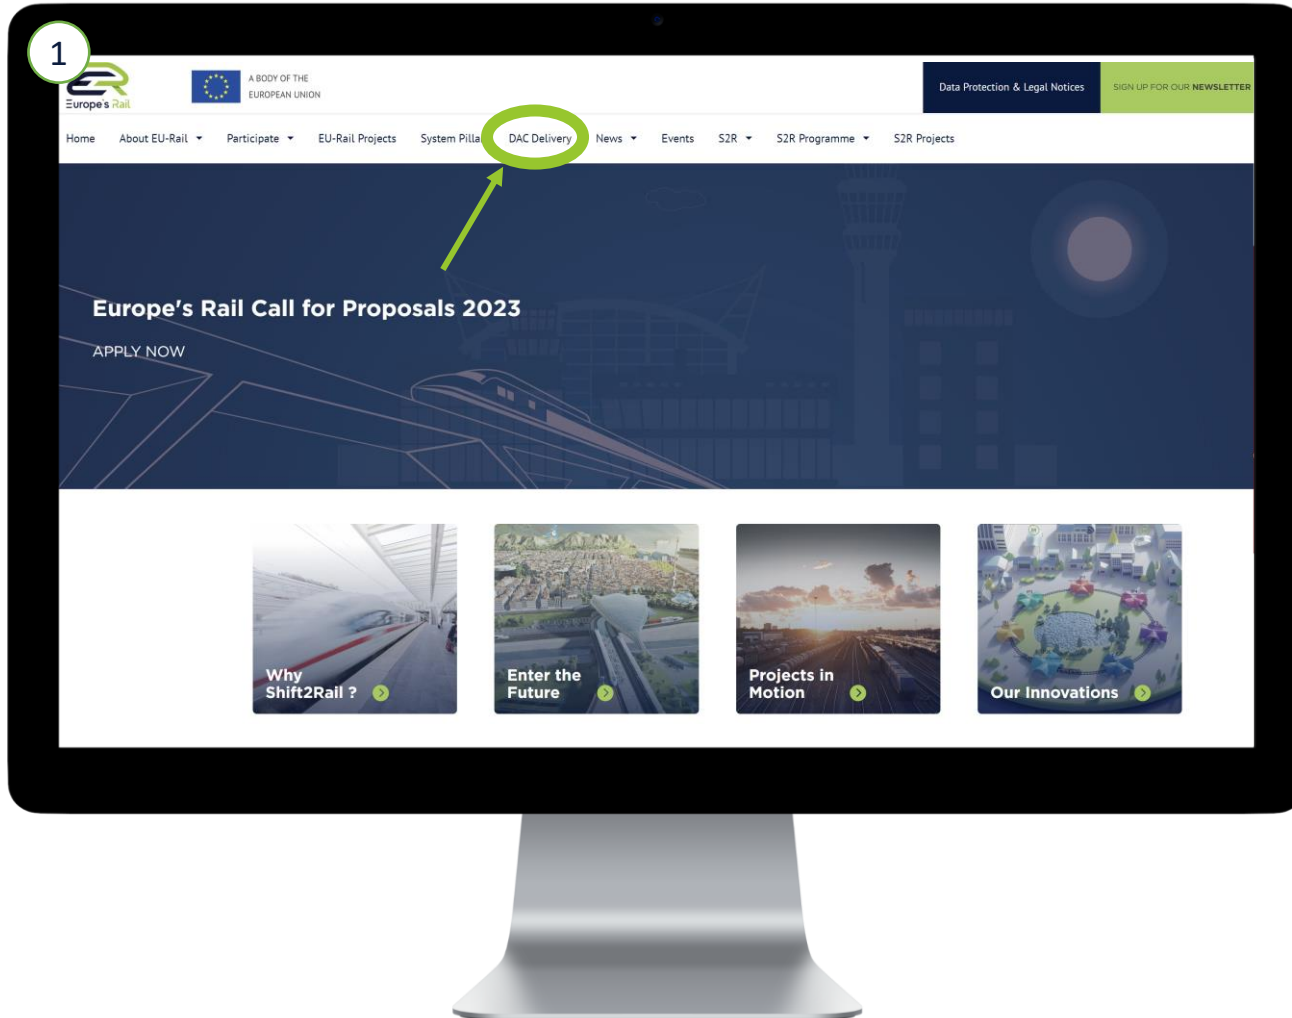 1
Europe's Rail
A BODY OF THE
EUROPEAN UNION
Data Protection & Legal Notices
SIGN UP FOR OUR NEWSLETTER
Home About EU-Rail Participate EU-Rail Projects System Pilla DAC Delivery News Events S2R S2R Programme S2R Projects
Europe's Rail Call for Proposals 2023
APPLY NOW
Why
Shift2Rail ?
Enter the
Future
Projects in
Motion
Our Innovations